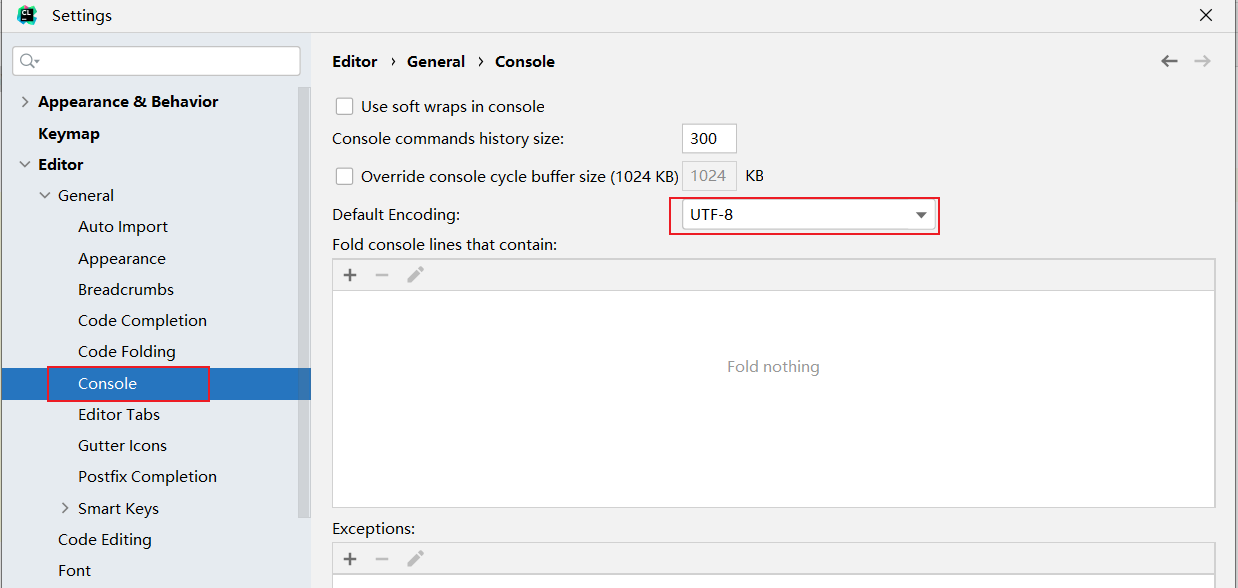 CL
Settings
Appearance & Behavior
Keymap
Editor
General
Auto Import
Appearance
Breadcrumbs
Code Completion
Code Folding
Console
Editor Tabs
Gutter Icons
Postfix Completion
Smart Keys
Code Editing
Font
Editor › General › Console
Use soft wraps in console
Console commands history size: 300
Override console cycle buffer size (1024 KB) 1024 KB
Default Encoding: UTF-8
Fold console lines that contain:
Fold nothing
Exceptions: